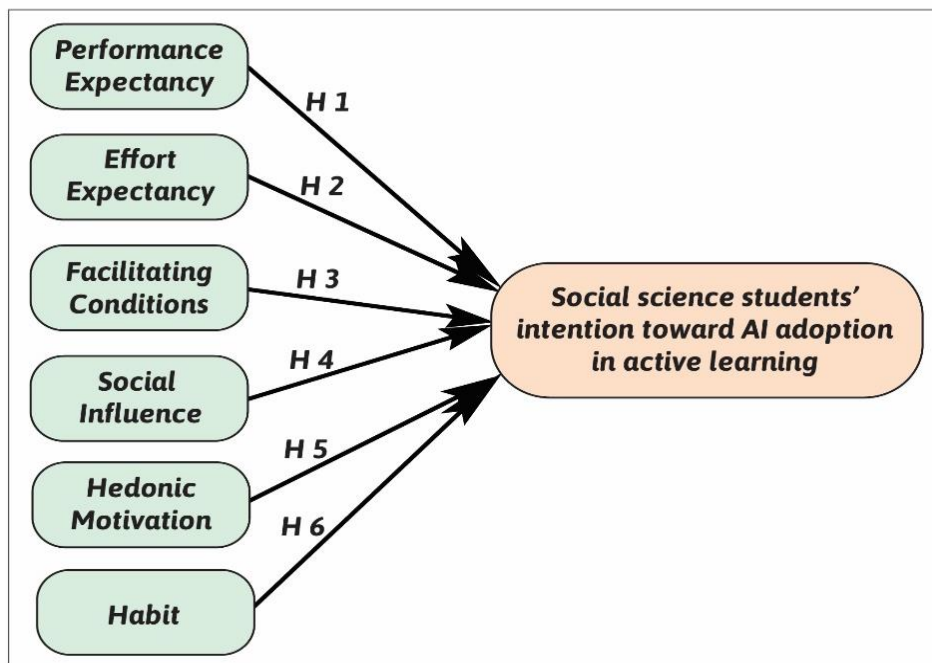 Performance
Expectancy
H 1
Effort
Expectancy
H 2
Facilitating
Conditions
H 3
Social
Influence
H 4
Hedonic
Motivation
H 5
Habit
H 6
Social science students’
intention toward AI adoption
in active learning